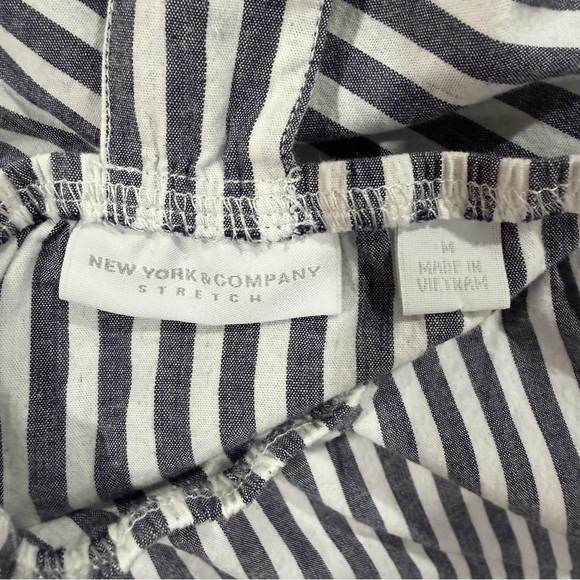 NEW YORK & COMPANY
STRETCH
M
MADE IN
VIETNAM